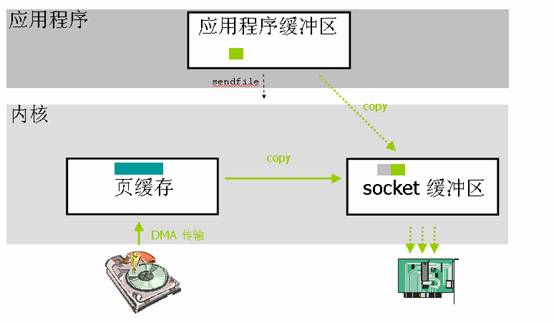 应用程序
应用程序缓冲区
sendfile
copy
内核
copy
页缓存
socket 缓冲区
DMA 传输